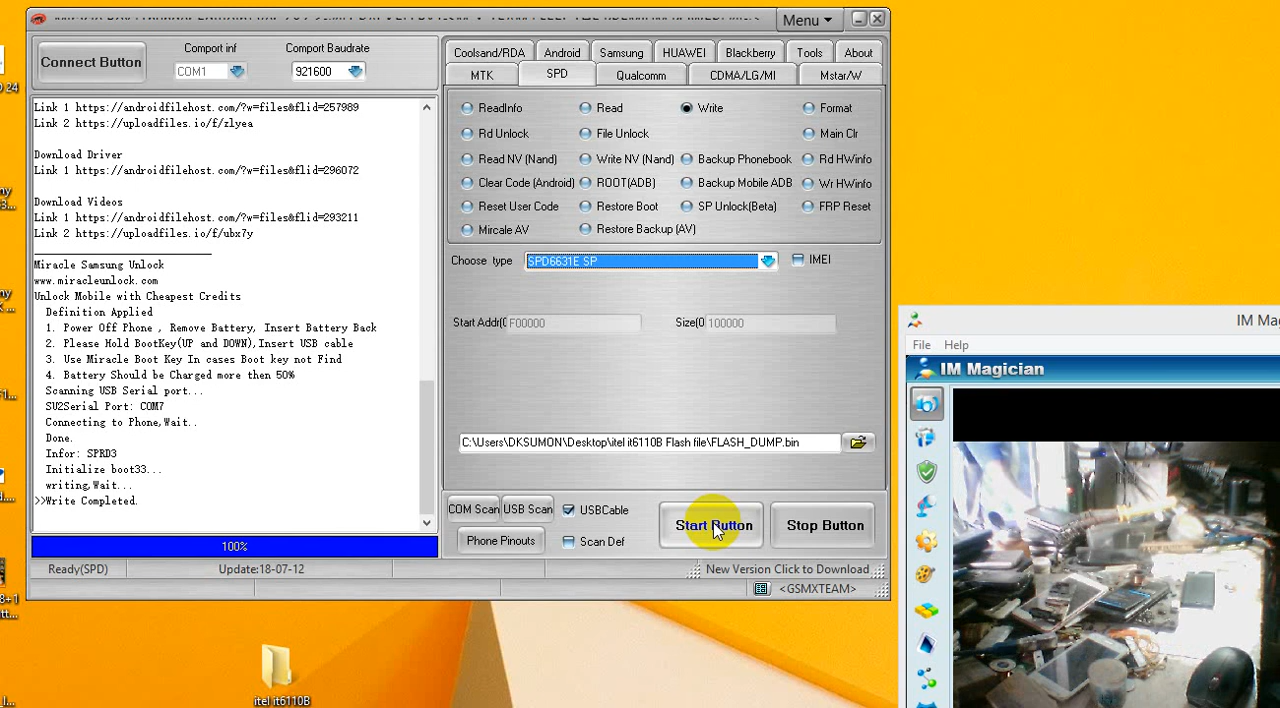 Menu
Connect Button
Comport inf
Comport Baudrate
COM1
921600
Link 1 https://androidfilehost.com/?w=files&flid=257989
Link 2 https://uploadfiles.io/f/zlyea
Download Driver
Link 1 https://androidfilehost.com/?w=files&flid=296072
Download Videos
Link 1 https://androidfilehost.com/?w=files&flid=293211
Link 2 https://uploadfiles.io/f/ubx7y
Miracle Samsung Unlock
www.miracleunlock.com
Unlock Mobile with Cheapest Credits
Definition Applied
1. Power Off Phone , Remove Battery, Insert Battery Back
2. Please Hold BootKey(UP and DOWN),Insert USB cable
3. Use Miracle Boot Key In cases Boot key not Find
4. Battery Should be Charged more then 50%
Scanning USB Serial port...
SU2Serial Port: COM7
Connecting to Phone,Wait..
Done.
Infor: SPRD3
Initialize boot33...
writing,Wait...
>>Write Completed.
100%
Ready(SPD)
Update:18-07-12
Coolsand/RDA Android Samsung HUAWEI Blackberry Tools About
MTK SPD Qualcomm CDMA/LG/MI Mstar/W
ReadInfo Read Write Format
Rd Unlock File Unlock Main Clr
Read NV (Nand) Write NV (Nand) Backup Phonebook Rd HWinfo
Clear Code (Android) ROOT(ADB) Backup Mobile ADB Wr HWinfo
Reset User Code Restore Boot SP Unlock(Beta) FRP Reset
Mircale AV Restore Backup (AV)
Choose type SPD6631E SP IMEI
Start Addr(0 F00000 Size(0 100000
C:\Users\DKSUMON\Desktop\itel it6110B Flash file\FLASH_DUMP.bin
COM Scan USB Scan USBCable
Start Button Stop Button
Phone Pinouts Scan Def
New Version Click to Download
<GSMXTEAM>
File Help
IM Magician
itel it6110B